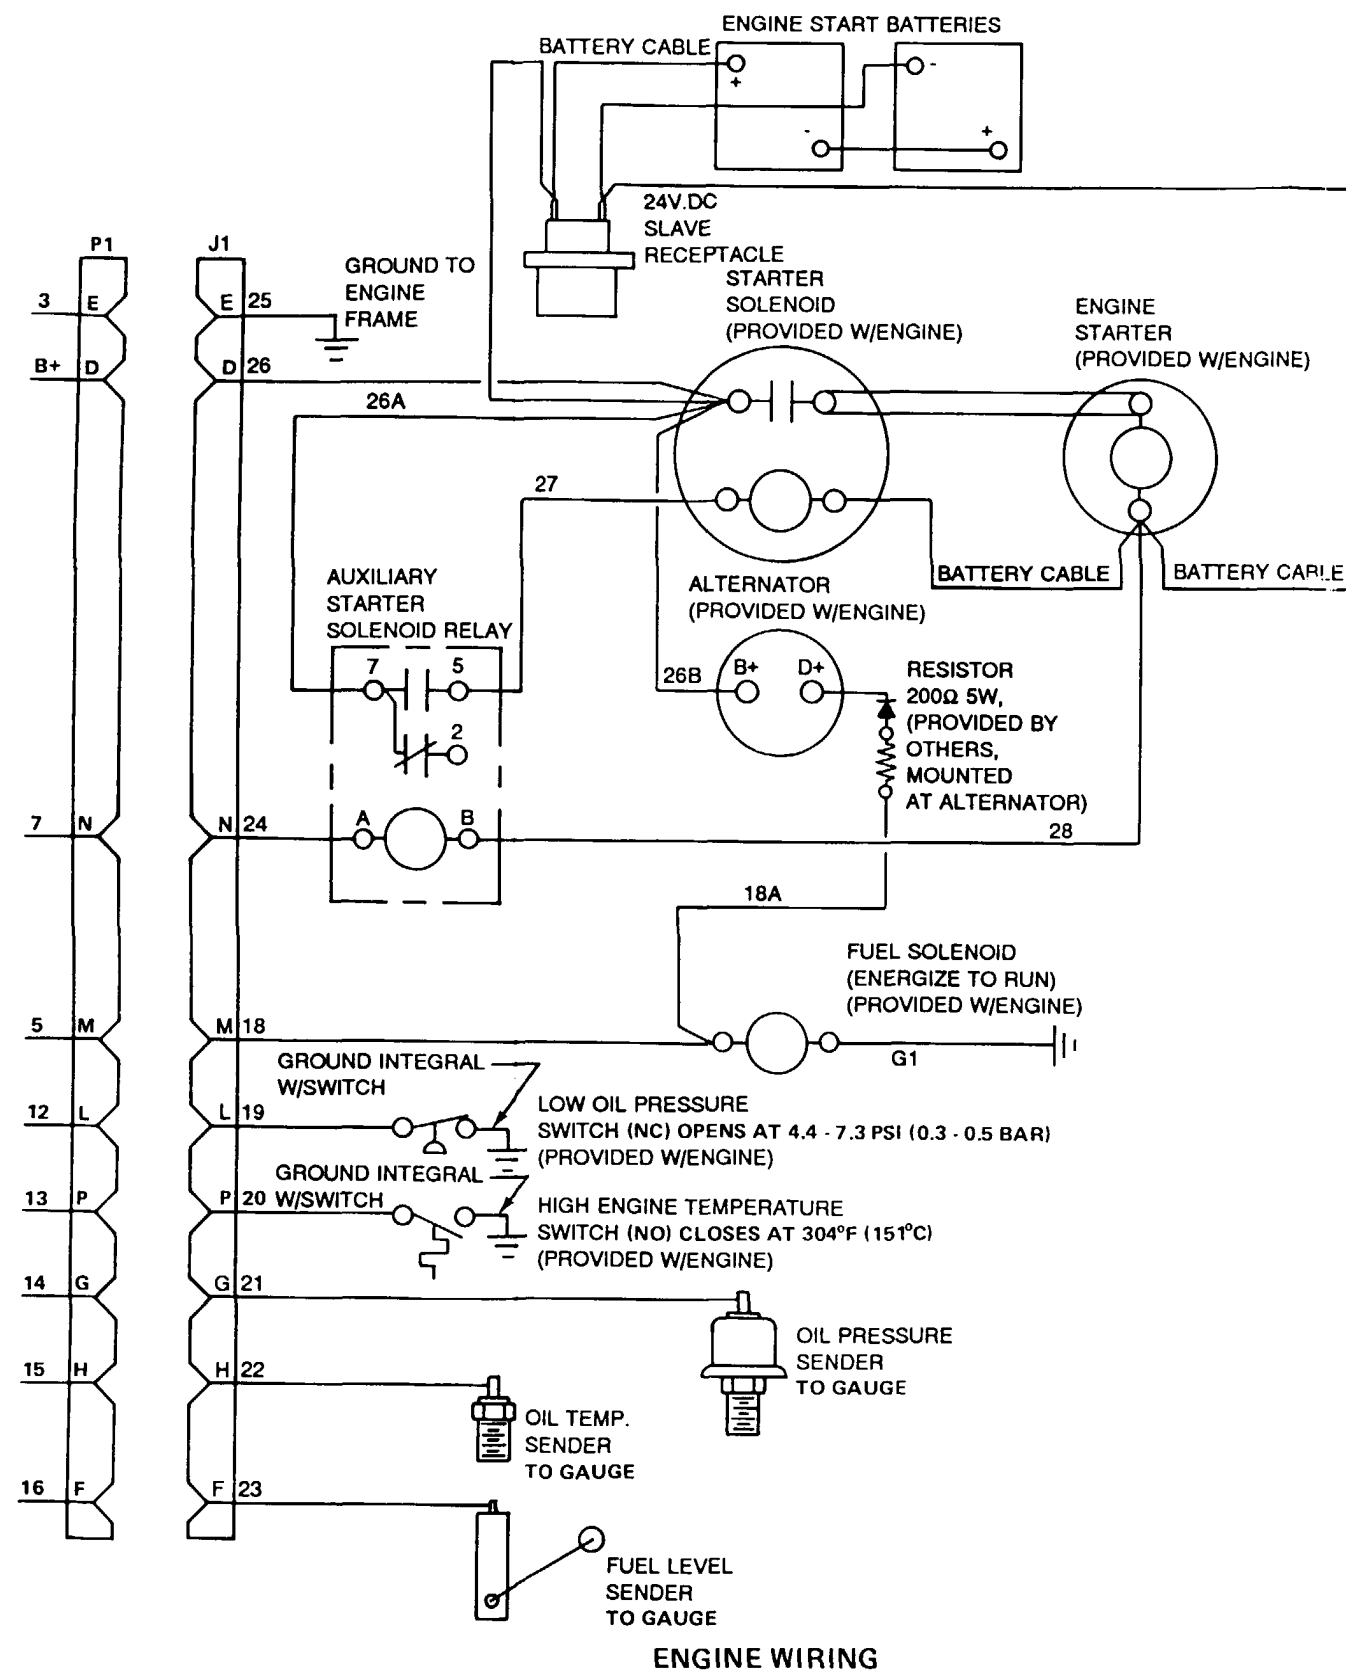 ENGINE START BATTERIES
BATTERY CABLE
+
-
-
+
24V.DC
SLAVE
RECEPTACLE
P1
J1
GROUND TO
ENGINE
FRAME
STARTER
SOLENOID
(PROVIDED W/ENGINE)
ENGINE
STARTER
(PROVIDED W/ENGINE)
3 E
E 25
B+ D
D 26
26A
27
BATTERY CABLE
BATTERY CABLE
AUXILIARY
STARTER
SOLENOID RELAY
ALTERNATOR
(PROVIDED W/ENGINE)
7 5
2
26B
B+ D+
RESISTOR
200Ω 5W,
(PROVIDED BY
OTHERS,
MOUNTED
AT ALTERNATOR)
7 N
N 24
A B
28
18A
FUEL SOLENOID
(ENERGIZE TO RUN)
(PROVIDED W/ENGINE)
5 M
M 18
G1
GROUND INTEGRAL
W/SWITCH
12 L
L 19
LOW OIL PRESSURE
SWITCH (NC) OPENS AT 4.4 - 7.3 PSI (0.3 - 0.5 BAR)
(PROVIDED W/ENGINE)
GROUND INTEGRAL
W/SWITCH
13 P
P 20
HIGH ENGINE TEMPERATURE
SWITCH (NO) CLOSES AT 304°F (151°C)
(PROVIDED W/ENGINE)
14 G
G 21
OIL PRESSURE
SENDER
TO GAUGE
15 H
H 22
OIL TEMP.
SENDER
TO GAUGE
16 F
F 23
FUEL LEVEL
SENDER
TO GAUGE
ENGINE WIRING